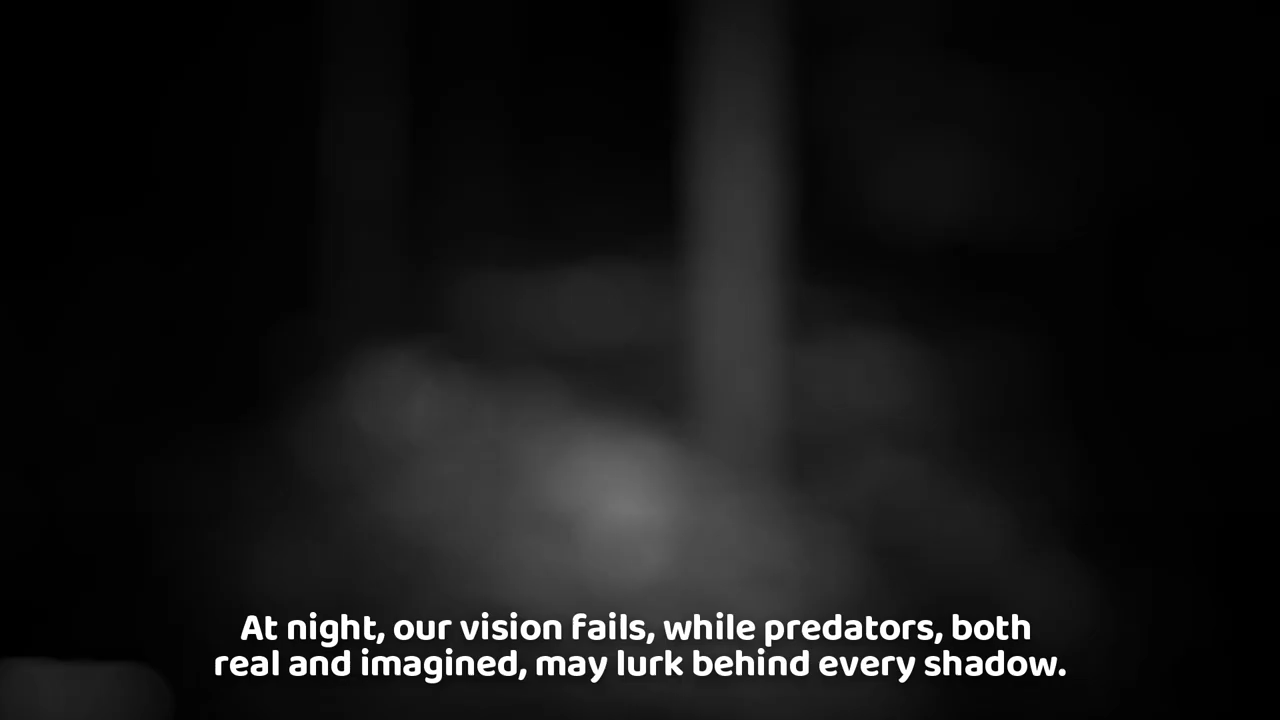 At night, our vision fails, while predators, both
real and imagined, may lurk behind every shadow.